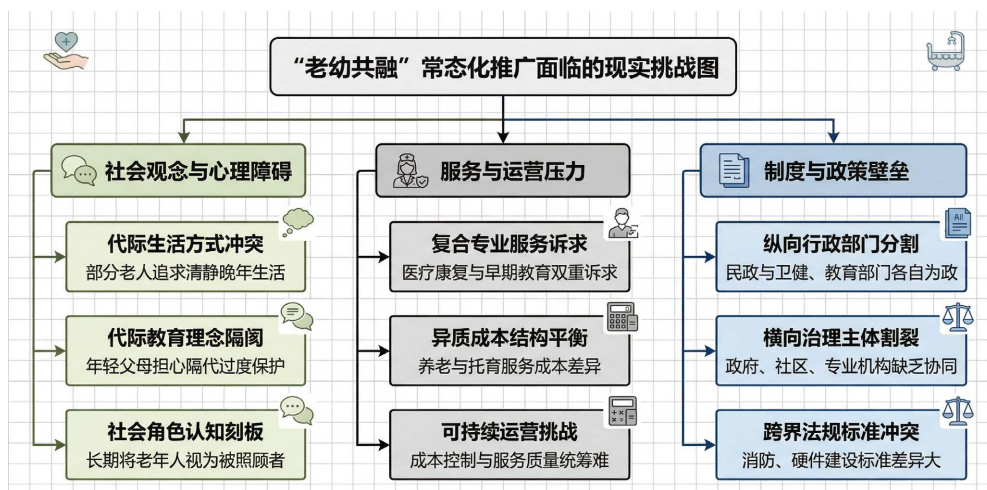 “老幼共融”常态化推广面临的现实挑战图
社会观念与心理障碍
代际生活方式冲突
部分老人追求清静晚年生活
代际教育理念隔阂
年轻父母担心隔代过度保护
社会角色认知刻板
长期将老年人视为被照顾者
服务与运营压力
复合专业服务诉求
医疗康复与早期教育双重诉求
异质成本结构平衡
养老与托育服务成本差异
可持续运营挑战
成本控制与服务质量统筹难
制度与政策壁垒
纵向行政部门分割
民政与卫健、教育部门各自为政
横向治理主体割裂
政府、社区、专业机构缺乏协同
跨界法规标准冲突
消防、硬件建设标准差异大